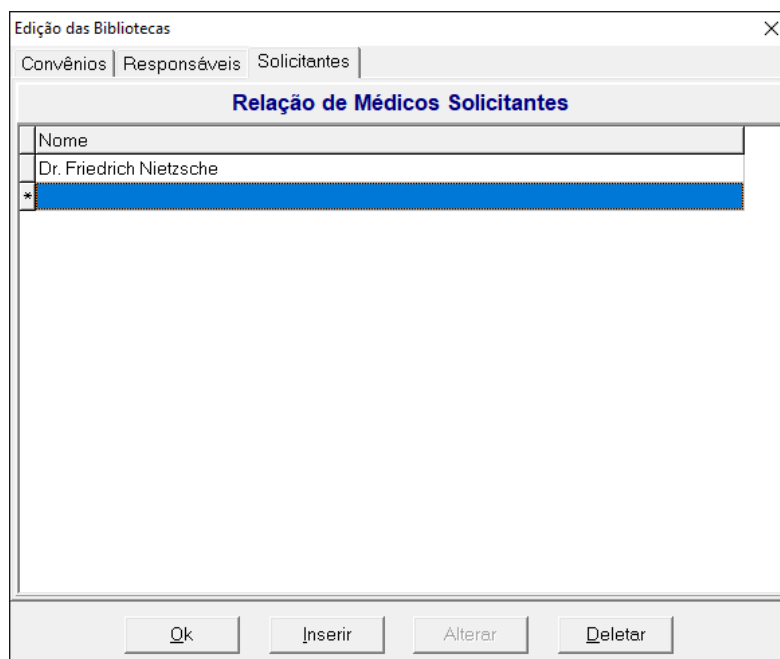 Edição das Bibliotecas
Convênios Responsáveis Solicitantes
Relação de Médicos Solicitantes
Nome
Dr. Friedrich Nietzsche
*
Ok Inserir Alterar Deletar